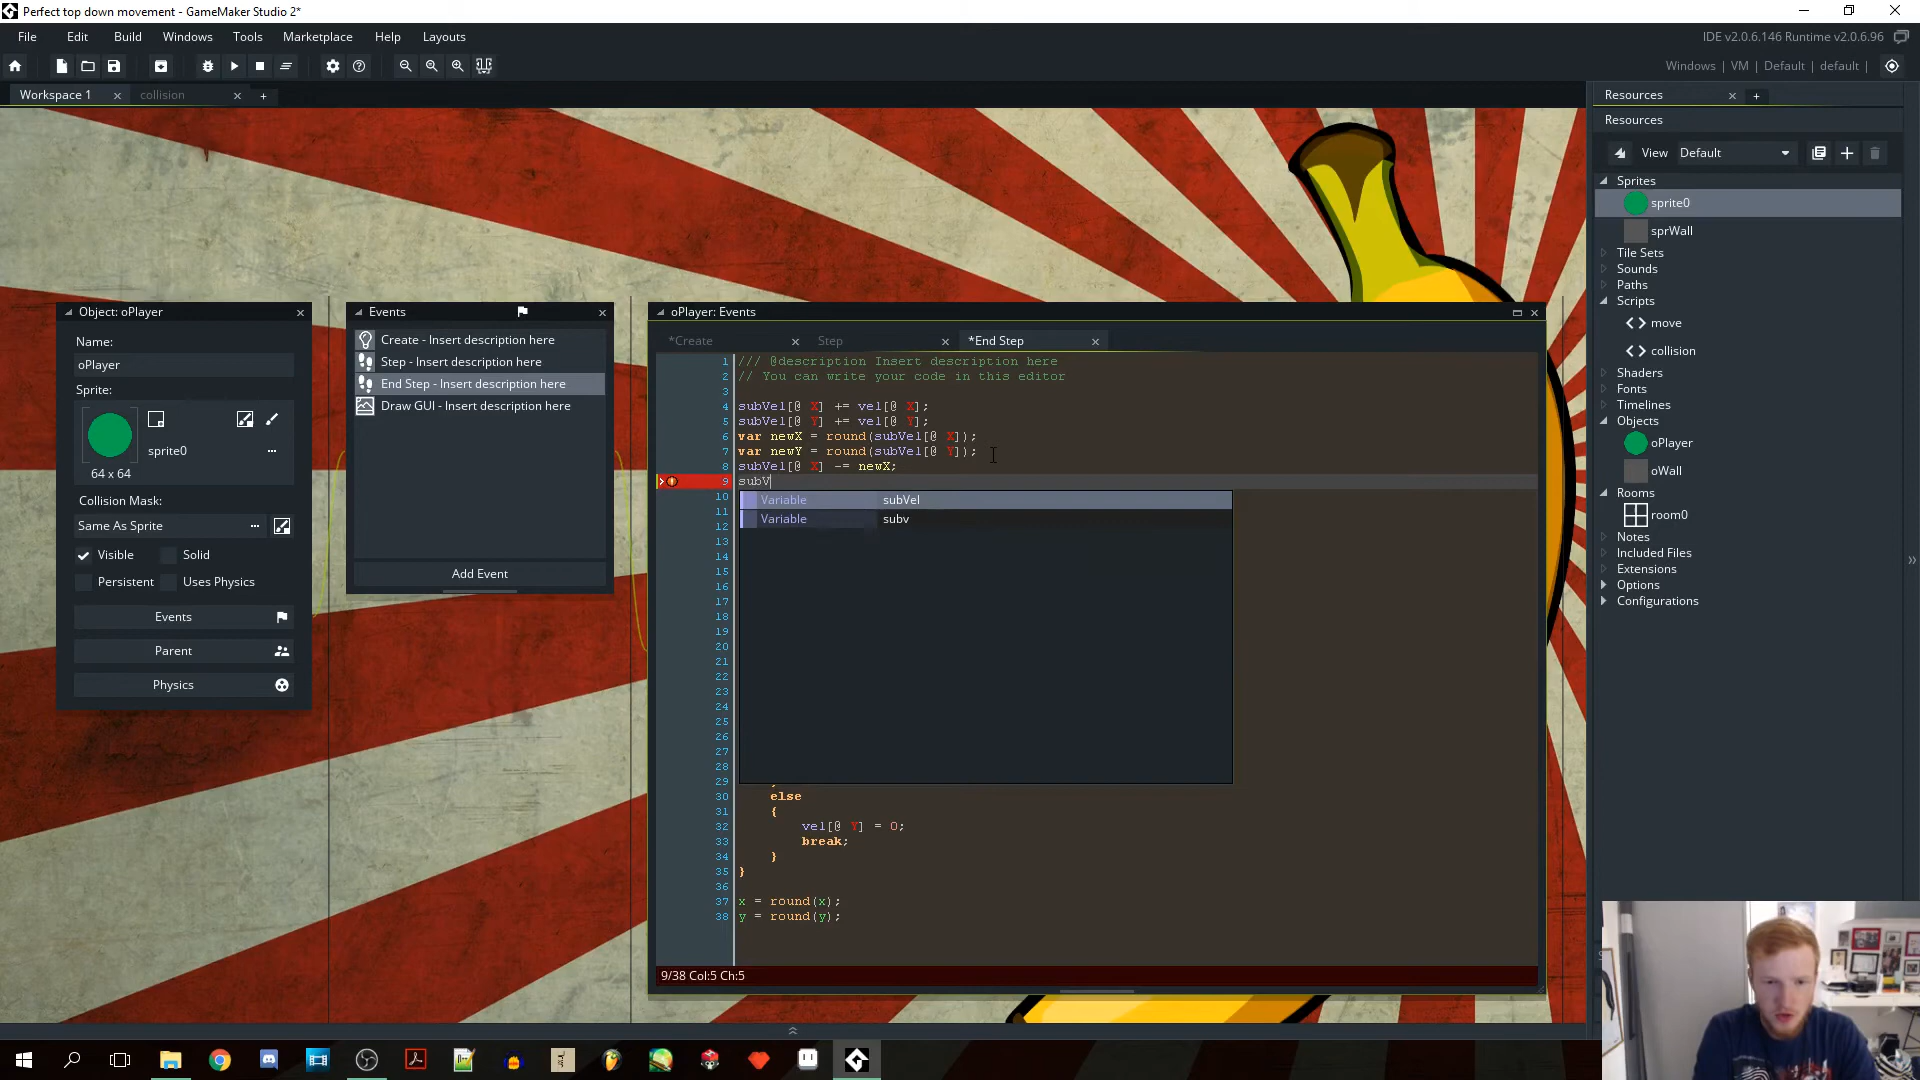 Perfect top down movement - GameMaker Studio 2*
File Edit Build Windows Tools Marketplace Help Layouts
IDE v2.0.6.146 Runtime v2.0.6.96
Windows | VM | Default | default |
Workspace 1
collision
+
Resources
+
Resources
View Default
Sprites
sprite0
sprWall
Tile Sets
Sounds
Paths
Scripts
move
collision
Shaders
Fonts
Timelines
Objects
oPlayer
oWall
Rooms
room0
Notes
Included Files
Extensions
Options
Configurations
Object: oPlayer
Name:
oPlayer
Sprite:
sprite0
64 x 64
Collision Mask:
Same As Sprite
Visible Solid
Persistent Uses Physics
Events
Parent
Physics
Events
Create - Insert description here
Step - Insert description here
End Step - Insert description here
Draw GUI - Insert description here
Add Event
oPlayer: Events
*Create Step *End Step
1 /// @description Insert description here
2 // You can write your code in this editor
3
4 subVel[@ X] += vel[@ X];
5 subVel[@ Y] += vel[@ Y];
6 var newX = round(subVel[@ X]);
7 var newY = round(subVel[@ Y]);
8 subVel[@ X] -= newX;
9 subV
Variable subVel
Variable subv
10
11
12
13
14
15
16
17
18
19
20
21
22
23
24
25
26
27
28
29
30 else
31 {
32 vel[@ Y] = 0;
33 break;
34 }
35 }
36
37 x = round(x);
38 y = round(y);
9/38 Col:5 Ch:5